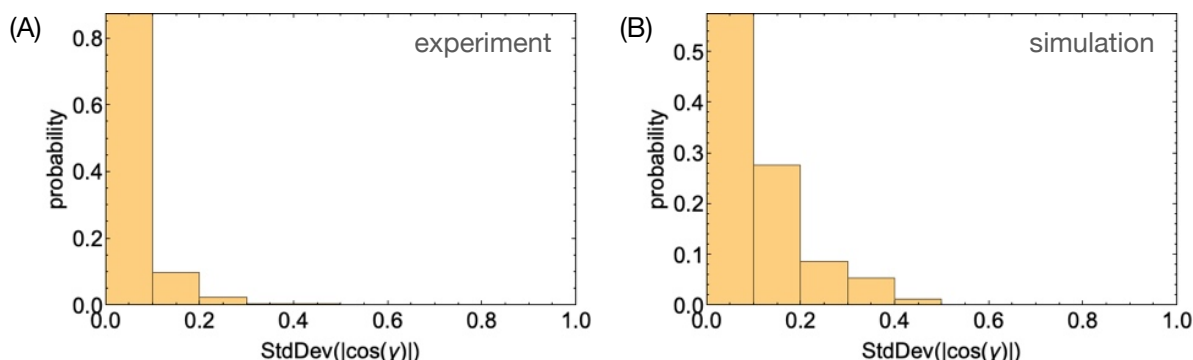 (A)
experiment
probability
0.8
0.6
0.4
0.2
0.0
0.0 0.2 0.4 0.6 0.8 1.0
StdDev(|cos(γ)|)
(B)
simulation
probability
0.5
0.4
0.3
0.2
0.1
0.0
0.0 0.2 0.4 0.6 0.8 1.0
StdDev(|cos(γ)|)